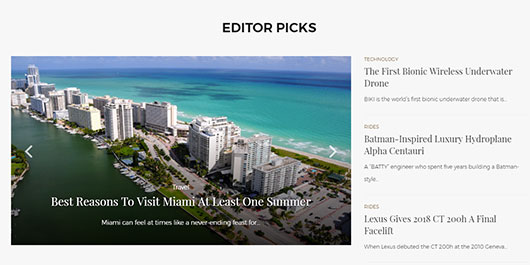 EDITOR PICKS
Travel
Best Reasons To Visit Miami At Least One Summer
Miami can feel at times like a never-ending feast for...
TECHNOLOGY
The First Bionic Wireless Underwater
Drone
BIKI is the world's first bionic underwater drone that is...
RIDES
Batman-Inspired Luxury Hydroplane
Alpha Centauri
A "BATTY" engineer who spent five years building a Batman-
style...
RIDES
Lexus Gives 2018 CT 200h A Final
Facelift
When Lexus debuted the CT 200h at the 2010 Geneva...